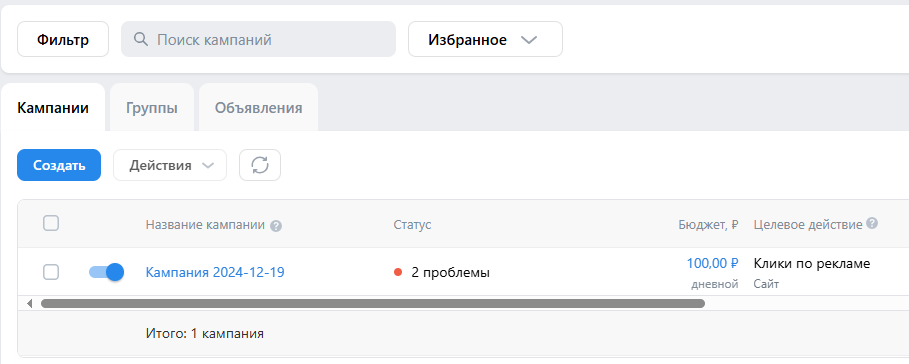 Фильтр
Поиск кампаний
Избранное
Кампании
Группы
Объявления
Создать
Действия
Название кампании ?
Статус
Бюджет, ₽
Целевое действие ?
Кампания 2024-12-19
2 проблемы
100,00 ₽
Клики по рекламе
дневной
Сайт
Итого: 1 кампания